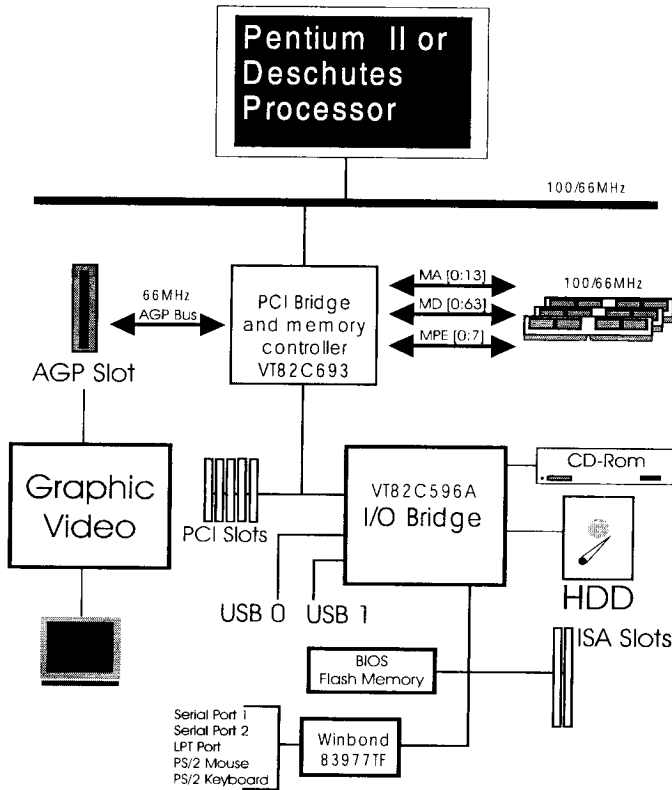 Pentium II or
Deschutes
Processor
100/66MHz
66MHz
AGP Bus
AGP Slot
PCI Bridge
and memory
controller
VT82C693
MA [0:13]
MD [0:63]
MPE [0:7]
100/66MHz
Graphic
Video
PCI Slots
VT82C596A
I/O Bridge
CD-Rom
HDD
USB 0
USB 1
ISA Slots
BIOS
Flash Memory
Serial Port 1
Serial Port 2
LPT Port
PS/2 Mouse
PS/2 Keyboard
Winbond
83977TF